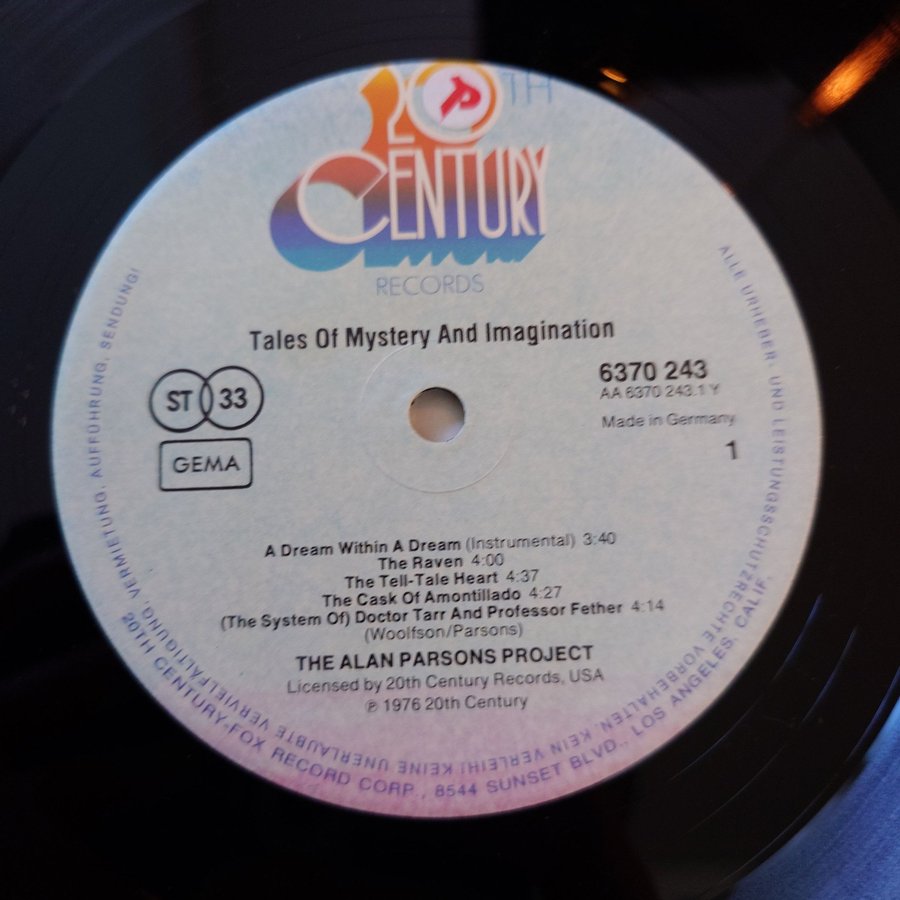 20TH
CENTURY
RECORDS
Tales Of Mystery And Imagination
ST 33
GEMA
6370 243
AA 6370 243.1 Y
Made in Germany
1
A Dream Within A Dream (Instrumental) 3:40
The Raven 4:00
The Tell-Tale Heart 4:37
The Cask Of Amontillado 4:27
(The System Of) Doctor Tarr And Professor Fether 4:14
(Woolfson/Parsons)
THE ALAN PARSONS PROJECT
Licensed by 20th Century Records, USA
℗ 1976 20th Century
ALLE URHEBER- UND LEISTUNGSSCHUTZRECHTE VORBEHALTEN. KEIN VERLEIH! KEINE UNERLAUBTE VERVIELFÄLTIGUNG, VERMIETUNG, AUFFÜHRUNG, SENDUNG!
20TH CENTURY-FOX RECORD CORP., 8544 SUNSET BLVD., LOS ANGELES, CALIF.